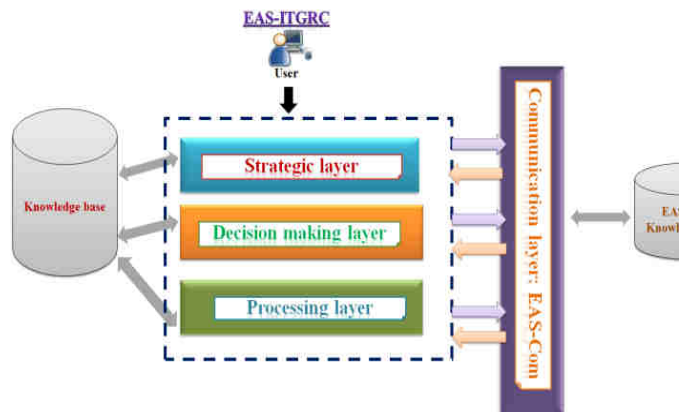 EAS-ITGRC
User
Strategic layer
Knowledge base
Decision making layer
Processing layer
Communication layer: EAS-Com